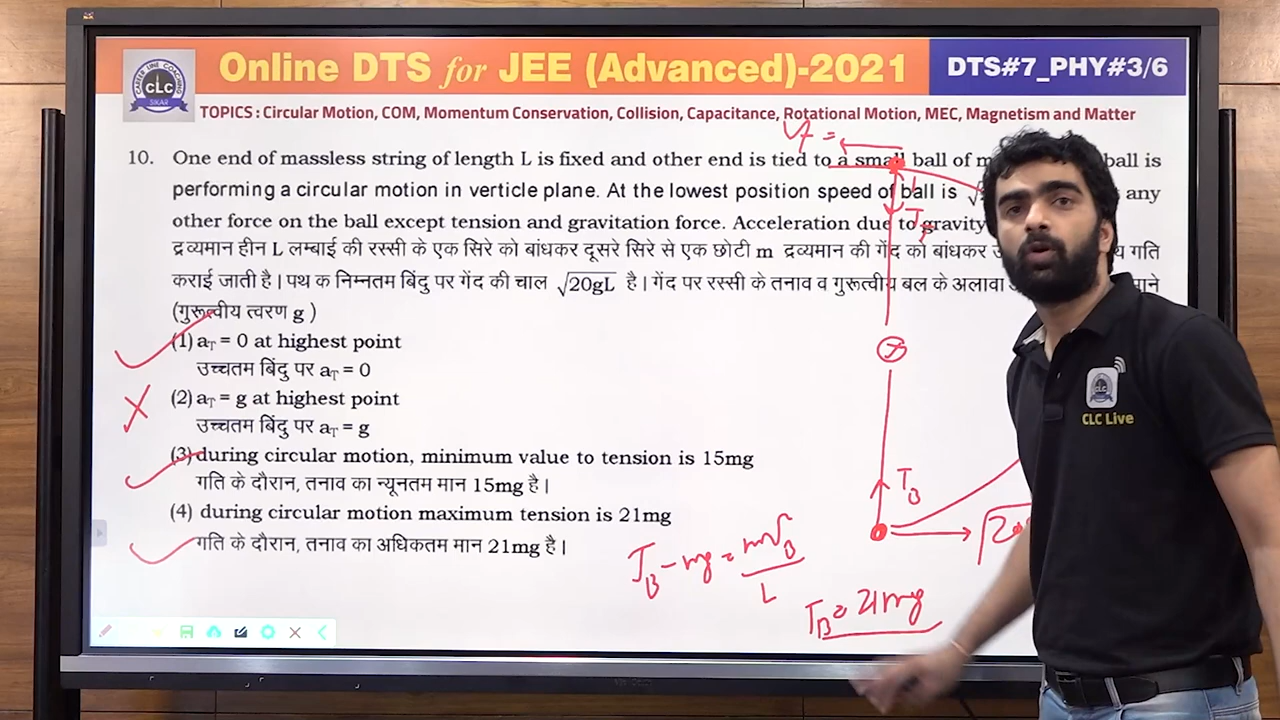 Online DTS for JEE (Advanced)-2021
DTS#7_PHY#3/6
CAREER LINE COACHING
CLC
SIKAR
TOPICS : Circular Motion, COM, Momentum Conservation, Collision, Capacitance, Rotational Motion, MEC, Magnetism and Matter
10. One end of massless string of length L is fixed and other end is tied to a small ball of ball is
performing a circular motion in verticle plane. At the lowest position speed of ball is any
other force on the ball except tension and gravitation force. Acceleration due to gravity
द्रव्यमान हीन L लम्बाई की रस्सी के एक सिरे को बांधकर दूसरे सिरे से एक छोटी m द्रव्यमान की गेंद को बांधकर गति
कराई जाती है। पथ क निम्नतम बिंदु पर गेंद की चाल √20gL है। गेंद पर रस्सी के तनाव व गुरूत्वीय बल के अलावा
(गुरूत्वीय त्वरण g )
(1) aT = 0 at highest point
उच्चतम बिंदु पर aT = 0
(2) aT = g at highest point
उच्चतम बिंदु पर aT = g
(3) during circular motion, minimum value to tension is 15mg
गति के दौरान, तनाव का न्यूनतम मान 15mg है।
(4) during circular motion maximum tension is 21mg
गति के दौरान, तनाव का अधिकतम मान 21mg है।
TB
TB - mg =
L
TB = 21mg
CLC
CLC Live